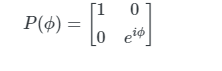 P(ϕ) = [1 0
0 e^{iϕ}]